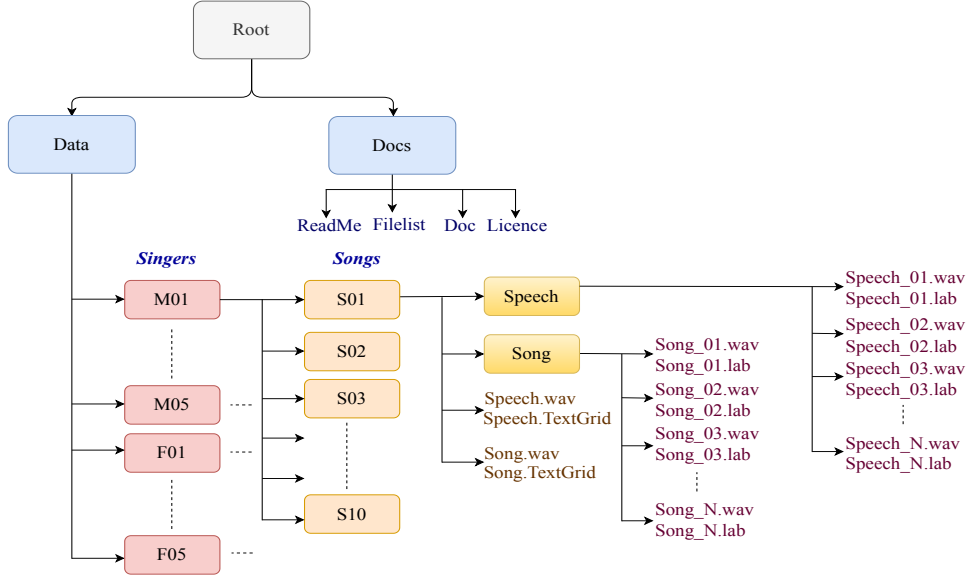 Root
Data
Docs
ReadMe
Filelist
Doc
Licence
Singers
Songs
M01
M05
F01
F05
S01
S02
S03
S10
Speech
Song
Speech.wav
Speech.TextGrid
Song.wav
Song.TextGrid
Song_01.wav
Song_01.lab
Song_02.wav
Song_02.lab
Song_03.wav
Song_03.lab
Song_N.wav
Song_N.lab
Speech_01.wav
Speech_01.lab
Speech_02.wav
Speech_02.lab
Speech_03.wav
Speech_03.lab
Speech_N.wav
Speech_N.lab